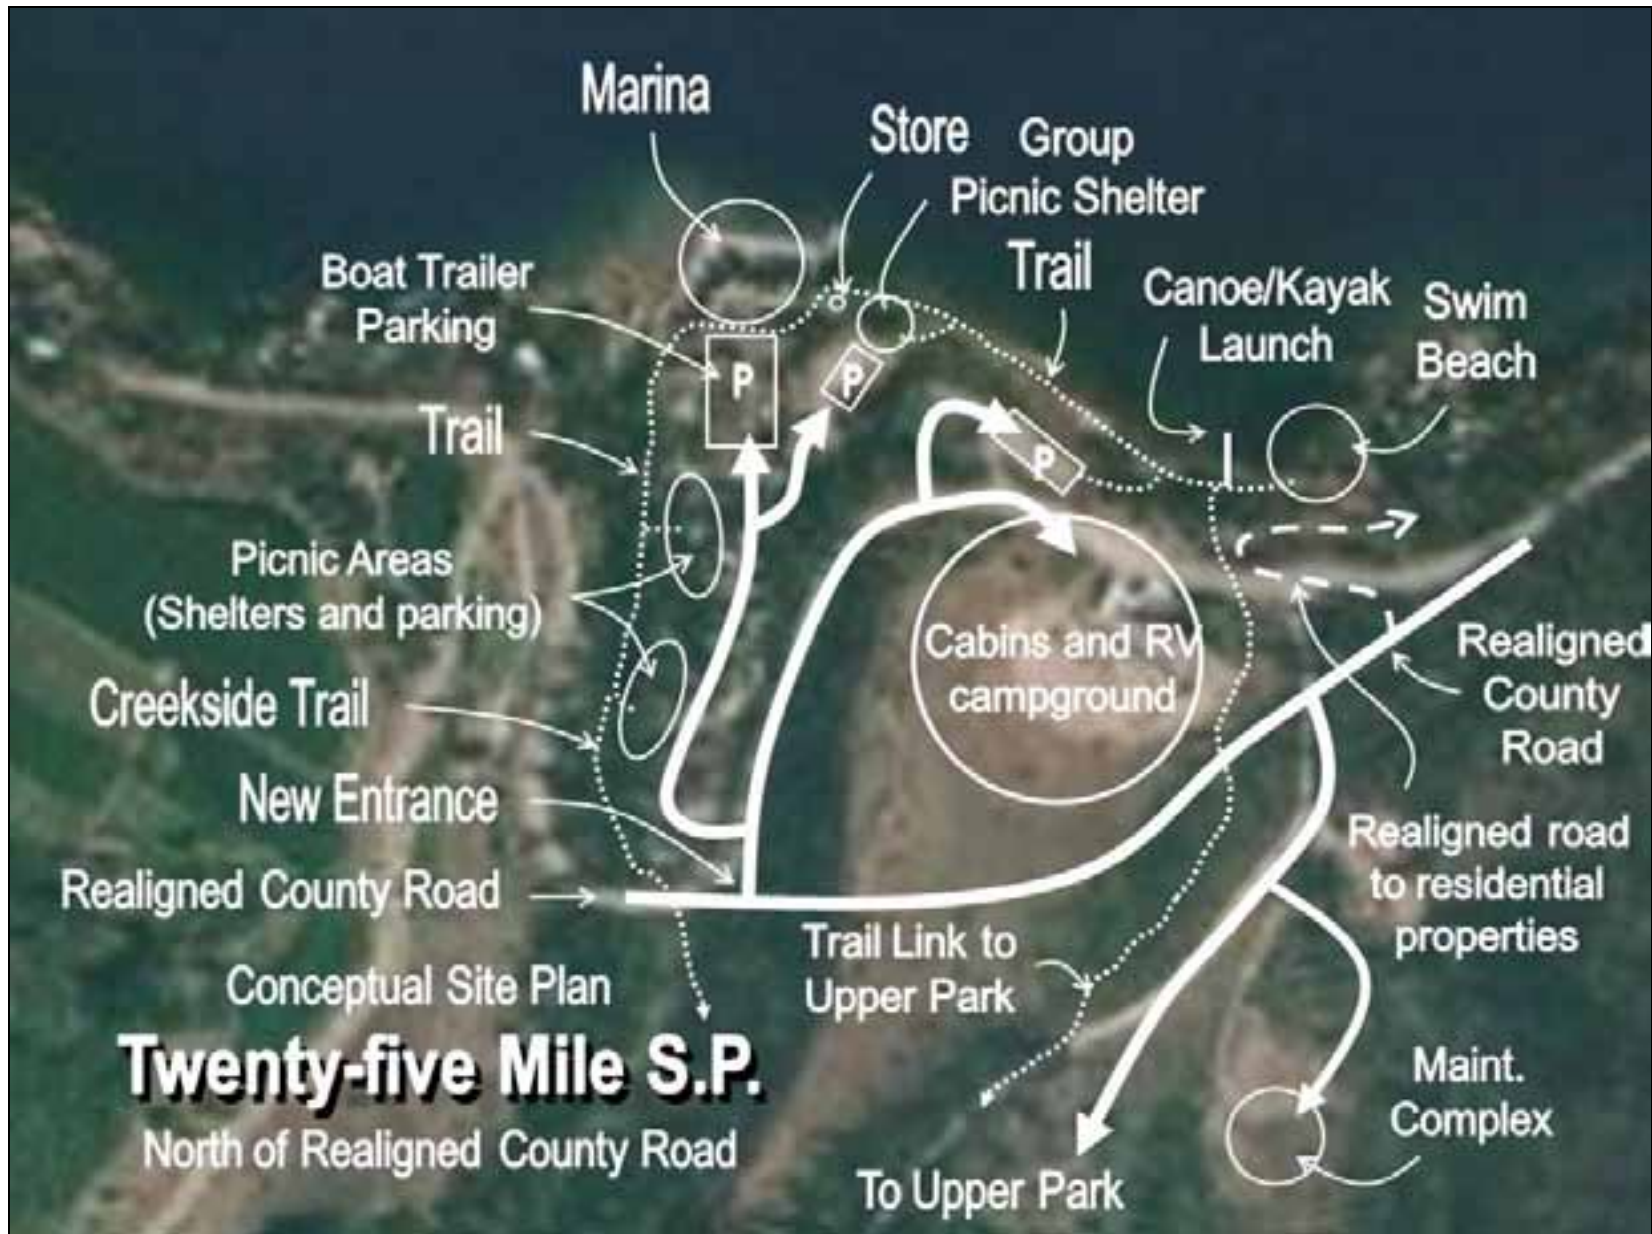 Marina
Store
Group
Picnic Shelter
Boat Trailer
Parking
Trail
Canoe/Kayak
Launch
Swim
Beach
P
P
P
Trail
Picnic Areas
(Shelters and parking)
Cabins and RV
campground
Realigned
County
Road
Creekside Trail
New Entrance
Realigned road
to residential
properties
Realigned County Road
Trail Link to
Upper Park
Conceptual Site Plan
Twenty-five Mile S.P.
North of Realigned County Road
Maint.
Complex
To Upper Park